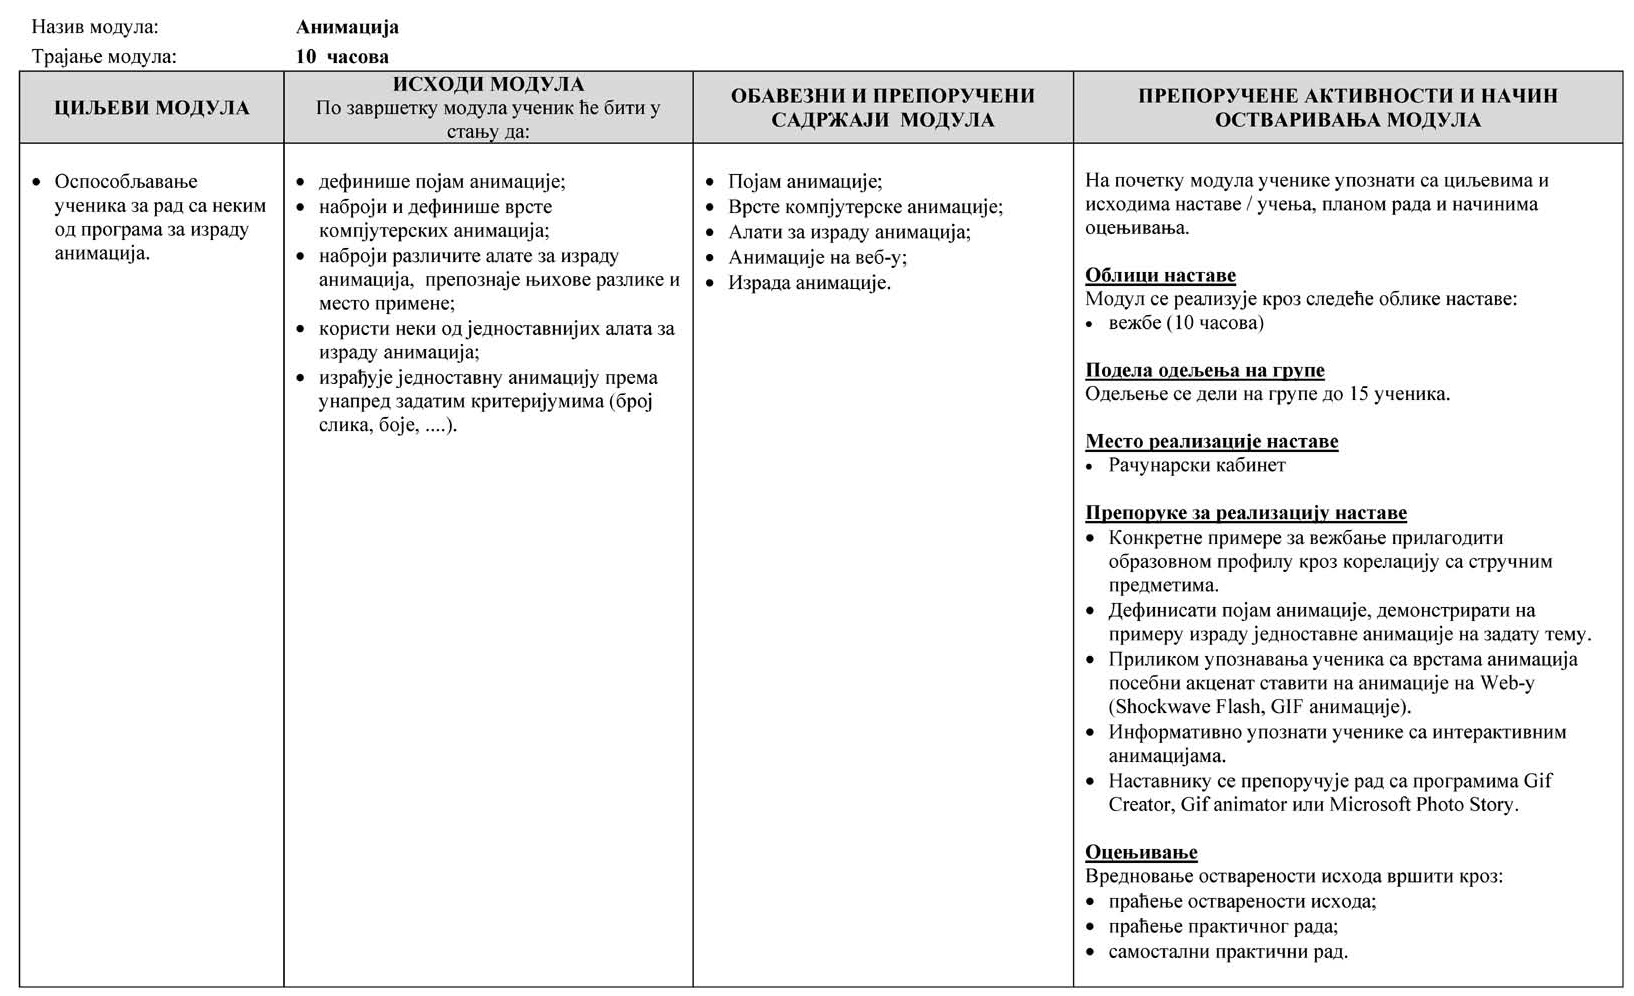 Назив модула: Анимација
Трајање модула: 10 часова
ЦИЉЕВИ МОДУЛА
ИСХОДИ МОДУЛА
По завршетку модула ученик ће бити у
стању да:
ОБАВЕЗНИ И ПРЕПОРУЧЕНИ
САДРЖАЈИ МОДУЛА
ПРЕПОРУЧЕНЕ АКТИВНОСТИ И НАЧИН
ОСТВАРИВАЊА МОДУЛА
• Оспособљавање
ученика за рад са неким
од програма за израду
анимација.
• дефинише појам анимације;
• наброји и дефинише врсте
компјутерских анимација;
• наброји различите алате за израду
анимација, препознаје њихове разлике и
место примене;
• користи неки од једноставнијих алата за
израду анимација;
• израђује једноставну анимацију према
унапред задатим критеријумима (број
слика, боје, ....).
• Појам анимације;
• Врсте компјутерске анимације;
• Алати за израду анимација;
• Анимације на веб-у;
• Израда анимације.
На почетку модула ученике упознати са циљевима и
исходима наставе / учења, планом рада и начинима
оцењивања.
Облици наставе
Модул се реализује кроз следеће облике наставе:
• вежбе (10 часова)
Подела одељења на групе
Одељење се дели на групе до 15 ученика.
Место реализације наставе
• Рачунарски кабинет
Препоруке за реализацију наставе
• Конкретне примере за вежбање прилагодити
образовном профилу кроз корелацију са стручним
предметима.
• Дефинисати појам анимације, демонстрирати на
примеру израду једноставне анимације на задату тему.
• Приликом упознавања ученика са врстама анимација
посебни акценат ставити на анимације на Web-у
(Shockwave Flash, GIF анимације).
• Информативно упознати ученике са интерактивним
анимацијама.
• Наставнику се препоручује рад са програмима Gif
Creator, Gif animator или Microsoft Photo Story.
Оцењивање
Вредновање остварености исхода вршити кроз:
• праћење остварености исхода;
• праћење практичног рада;
• самостални практични рад.